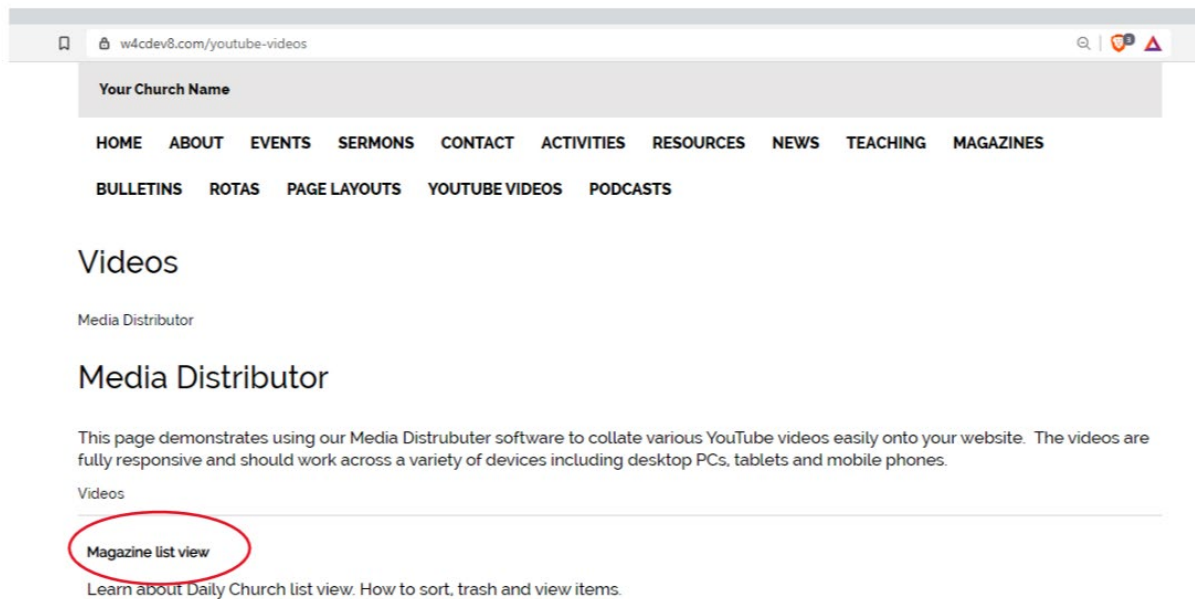 w4cdev8.com/youtube-videos
3
Your Church Name
HOME ABOUT EVENTS SERMONS CONTACT ACTIVITIES RESOURCES NEWS TEACHING MAGAZINES
BULLETINS ROTAS PAGE LAYOUTS YOUTUBE VIDEOS PODCASTS
Videos
Media Distributor
Media Distributor
This page demonstrates using our Media Distrubuter software to collate various YouTube videos easily onto your website. The videos are
fully responsive and should work across a variety of devices including desktop PCs, tablets and mobile phones.
Videos
Magazine list view
Learn about Daily Church list view. How to sort, trash and view items.